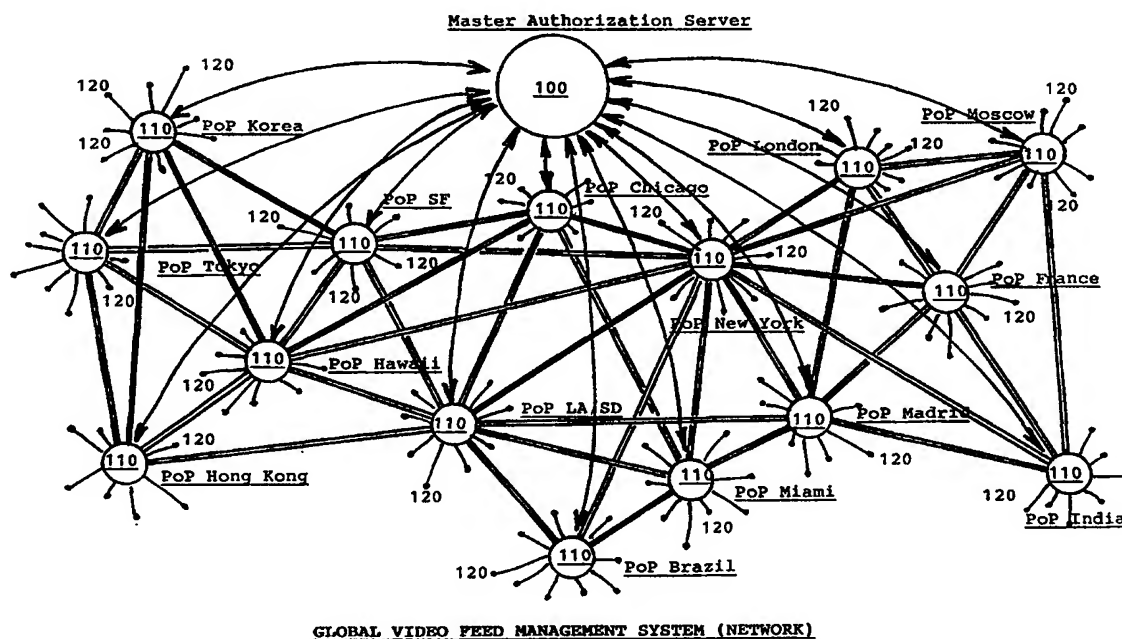 Master Authorization Server
100
120
120
120
110
PoP Korea
120
PoP Moscow
120
110
PoP London
110
110
120
120
PoP Chicago
110
120
PoP SF
120
110
120
120
110
PoP Tokyo
120
120
110
120
PoP New York
110
PoP France
120
110
PoP Hawaii
120
110
PoP LA/SD
120
110
PoP Madrid
120
120
110
PoP Hong Kong
110
PoP Miami
120
110
PoP India
120
110
PoP Brazil
120
GLOBAL VIDEO FEED MANAGEMENT SYSTEM (NETWORK)